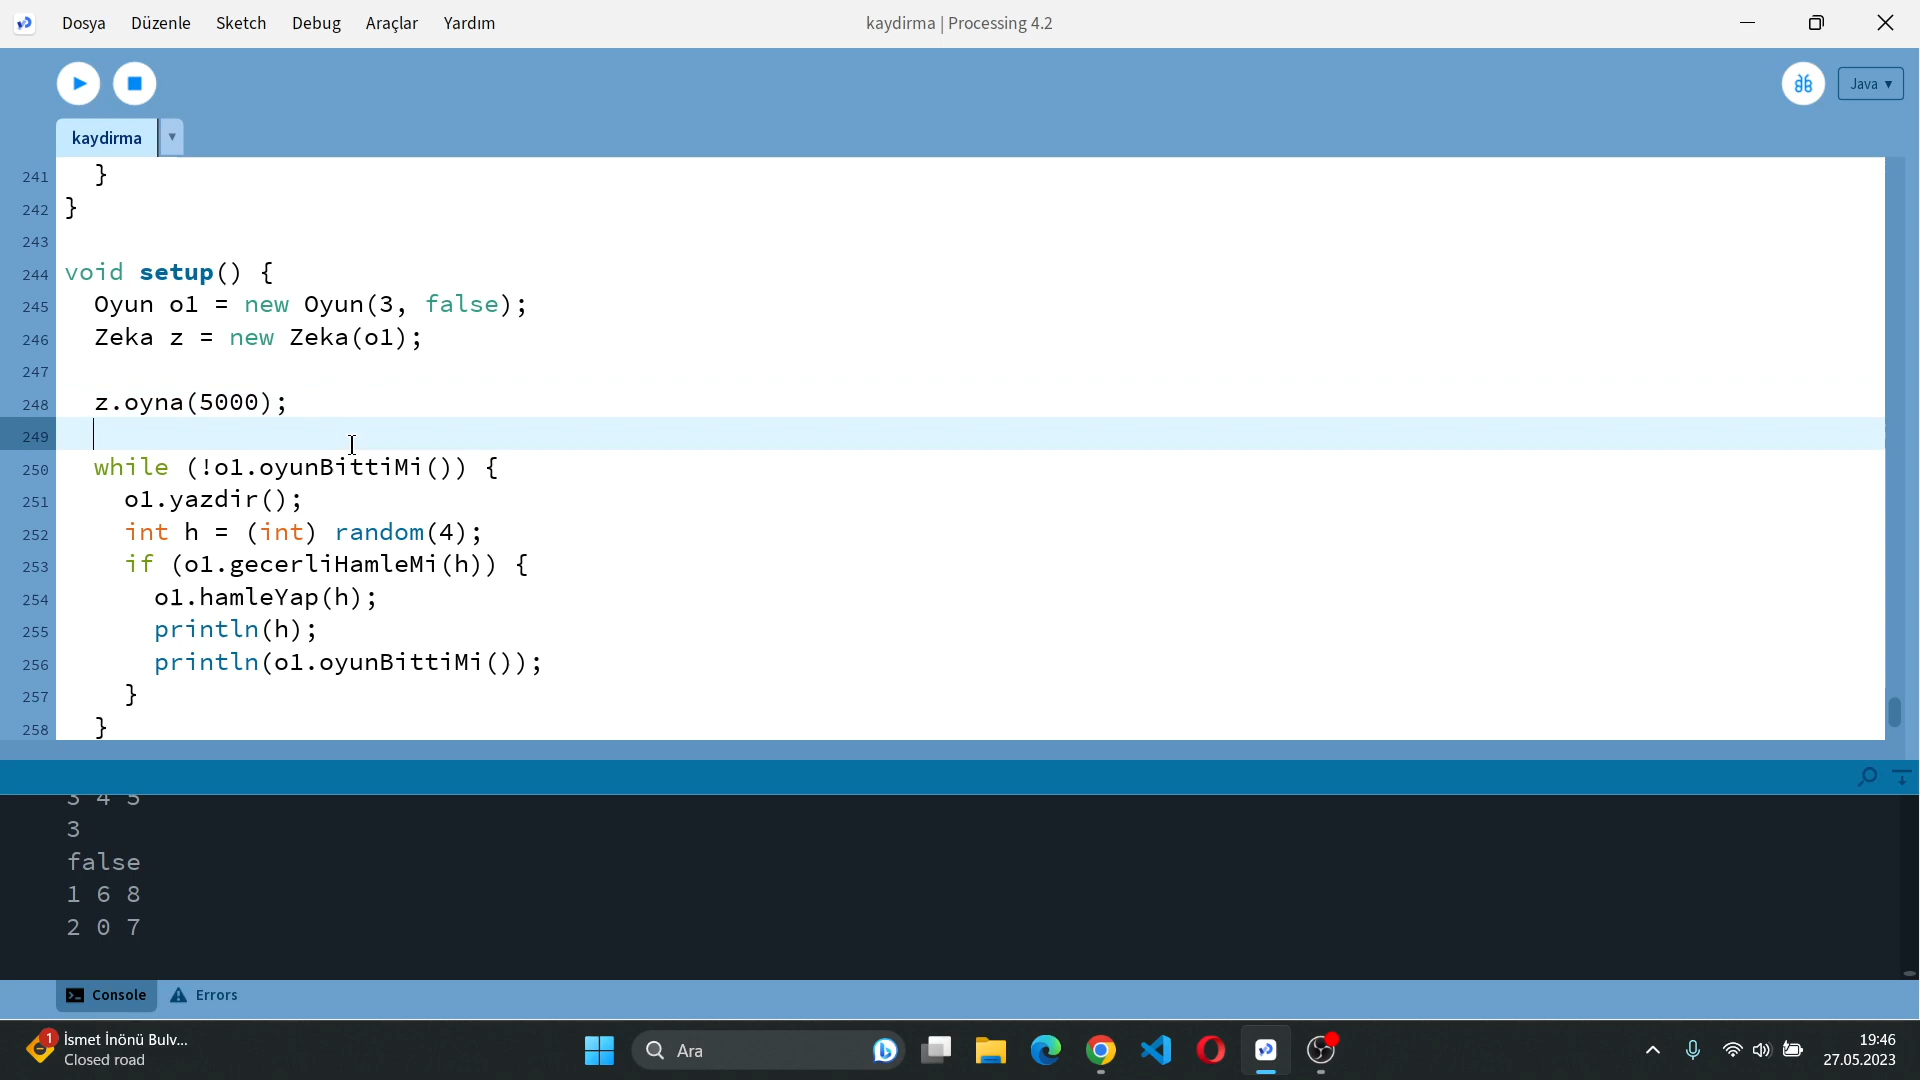 Dosya Düzenle Sketch Debug Araçlar Yardım
kaydirma | Processing 4.2
Java ▾
kaydirma
241 }
242 }
243
244 void setup() {
245 Oyun o1 = new Oyun(3, false);
246 Zeka z = new Zeka(o1);
247
248 z.oyna(5000);
249
250 while (!o1.oyunBittiMi()) {
251 o1.yazdir();
252 int h = (int) random(4);
253 if (o1.gecerliHamleMi(h)) {
254 o1.hamleYap(h);
255 println(h);
256 println(o1.oyunBittiMi());
257 }
258 }
3 4 5
3
false
1 6 8
2 0 7
Console Errors
1 İsmet İnönü Bulv...
Closed road
Ara
19:46
27.05.2023